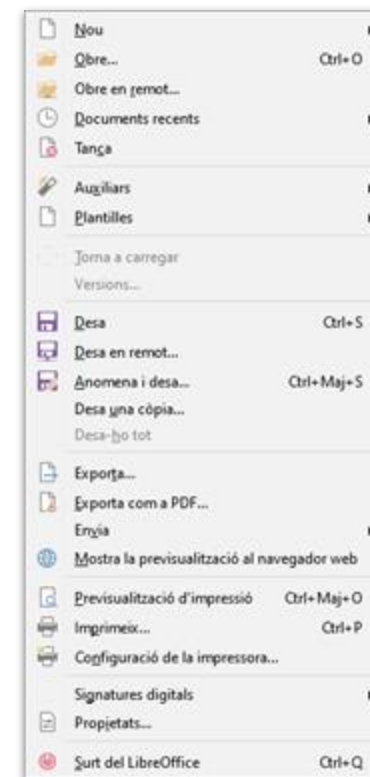 Nou
Obre... Ctrl+O
Obre en remot...
Documents recents
Tanca
Auxiliars
Plantilles
Torna a carregar
Versions...
Desa Ctrl+S
Desa en remot...
Anomena i desa... Ctrl+Maj+S
Desa una còpia...
Desa-ho tot
Exporta...
Exporta com a PDF...
Envia
Mostra la previsualització al navegador web
Previsualització d'impressió Ctrl+Maj+O
Imprimeix... Ctrl+P
Configuració de la impressora...
Signatures digitals
Propietats...
Surt del LibreOffice Ctrl+Q